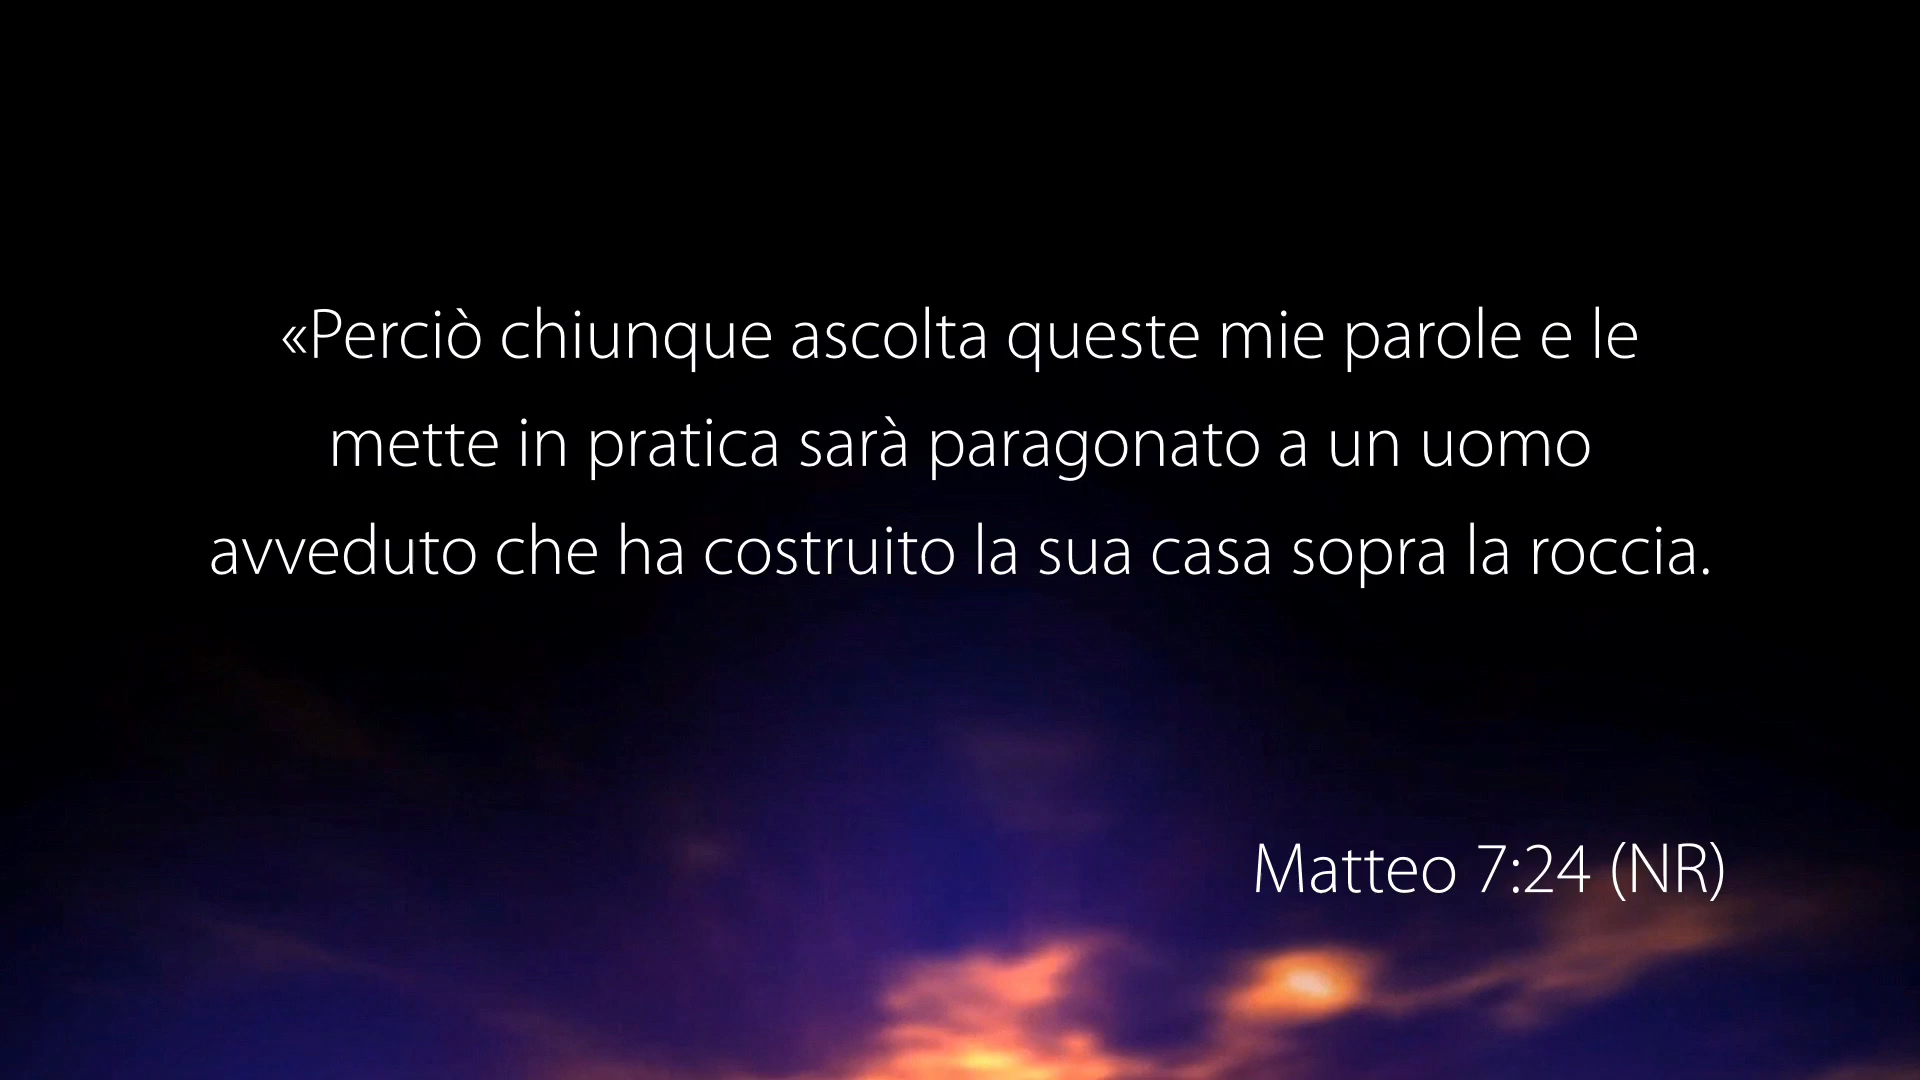 «Perciò chiunque ascolta queste mie parole e le
mette in pratica sarà paragonato a un uomo
avveduto che ha costruito la sua casa sopra la roccia.
Matteo 7:24 (NR)